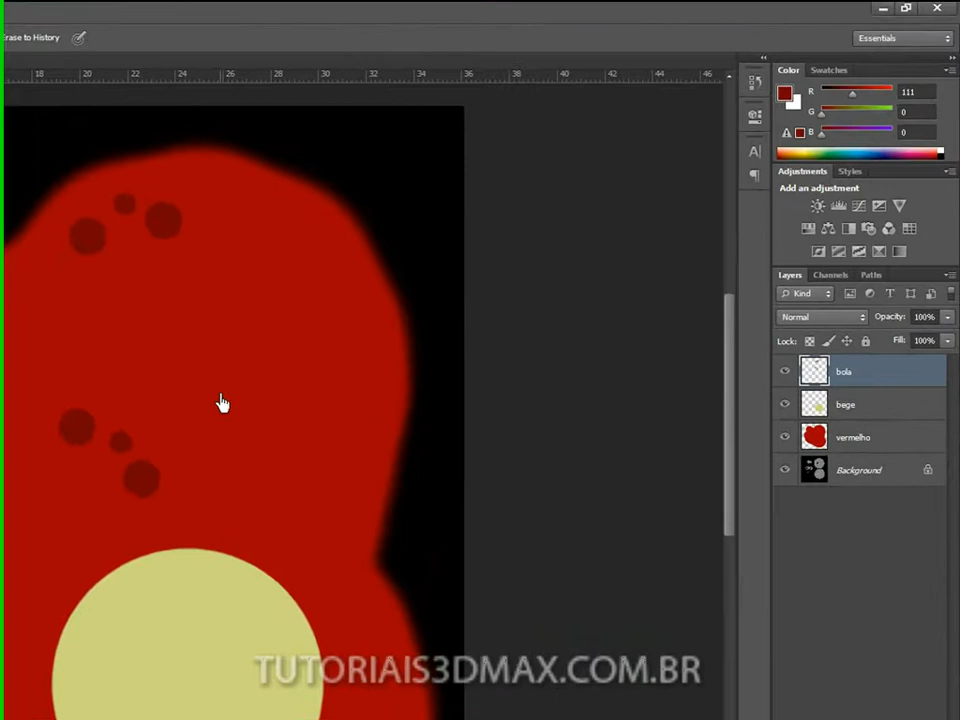 Erase to History
Essentials
18 20 22 24 26 28 30 32 34 36 38 40 42 44 46
Color Swatches
R 111
G 0
B 0
Adjustments Styles
Add an adjustment
Layers Channels Paths
Kind T
Normal Opacity: 100%
Lock: Fill: 100%
bola
bege
vermelho
Background
A
TUTORIAIS3DMAX.COM.BR